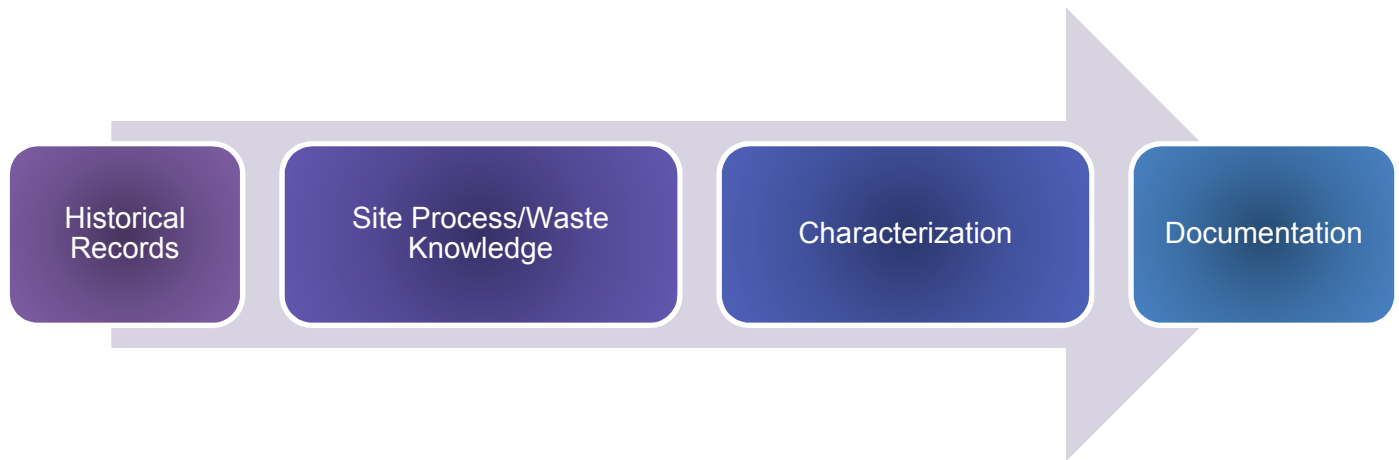 Historical
Records
Site Process/Waste
Knowledge
Characterization
Documentation